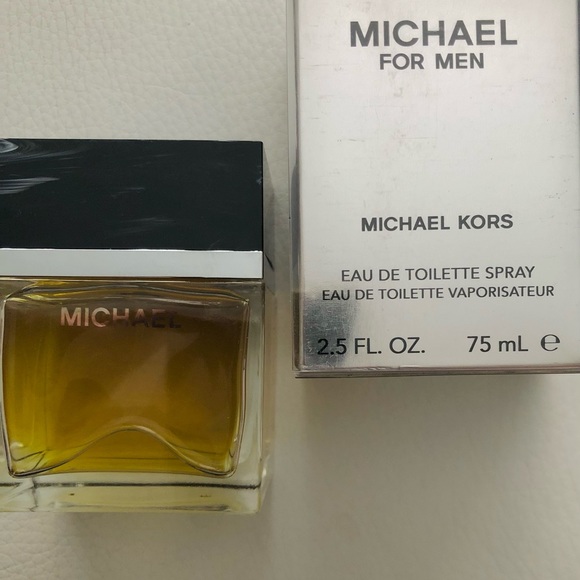 MICHAEL
FOR MEN
MICHAEL KORS
EAU DE TOILETTE SPRAY
EAU DE TOILETTE VAPORISATEUR
2.5 FL. OZ. 75 mL ℮
MICHAEL